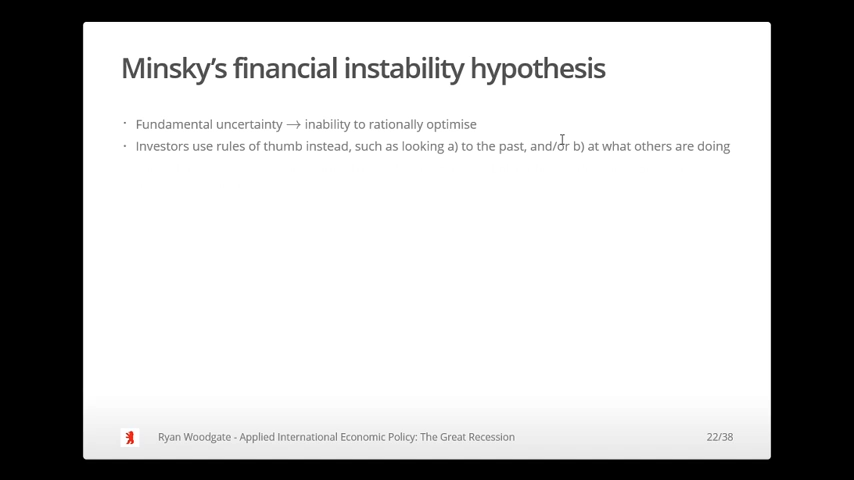 Minsky’s financial instability hypothesis
· Fundamental uncertainty → inability to rationally optimise
· Investors use rules of thumb instead, such as looking a) to the past, and/or b) at what others are doing
Ryan Woodgate - Applied International Economic Policy: The Great Recession
22/38